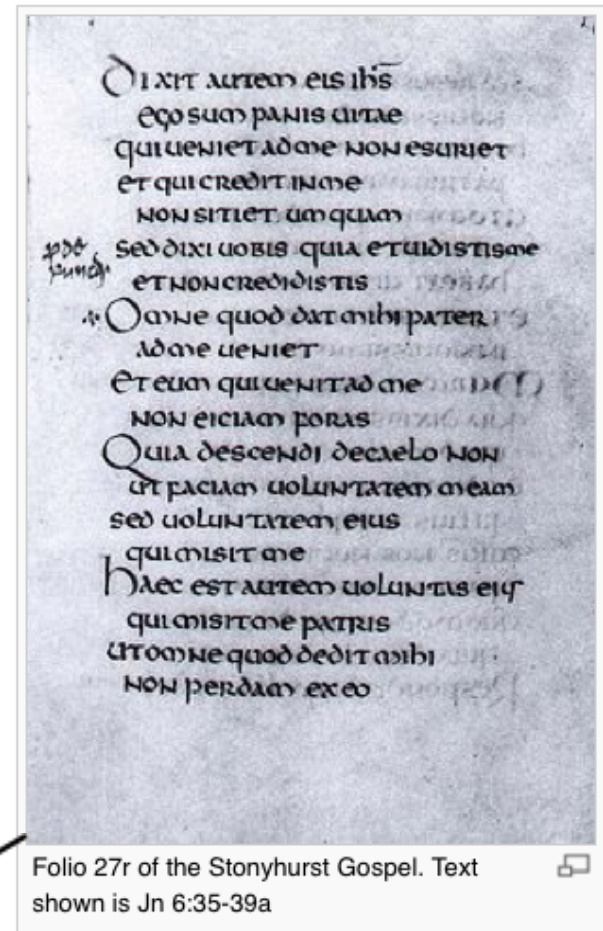 Dixit autem eis ihs̅
ego sum panis uitae
qui ueniet ad me non esuriet
et qui credit in me
non sitiet umquam
sed dixi uobis quia et uidistis me
et non credidistis
Omne quod dat mihi pater
ad me ueniet
et eum qui uenit ad me
non eiciam foras
Quia descendi de caelo non
ut faciam uoluntatem meam
sed uoluntatem eius
qui misit me
haec est autem uoluntas eius
qui misit me patris
ut omne quod dedit mihi
non perdam ex eo
Folio 27r of the Stonyhurst Gospel. Text
shown is Jn 6:35-39a